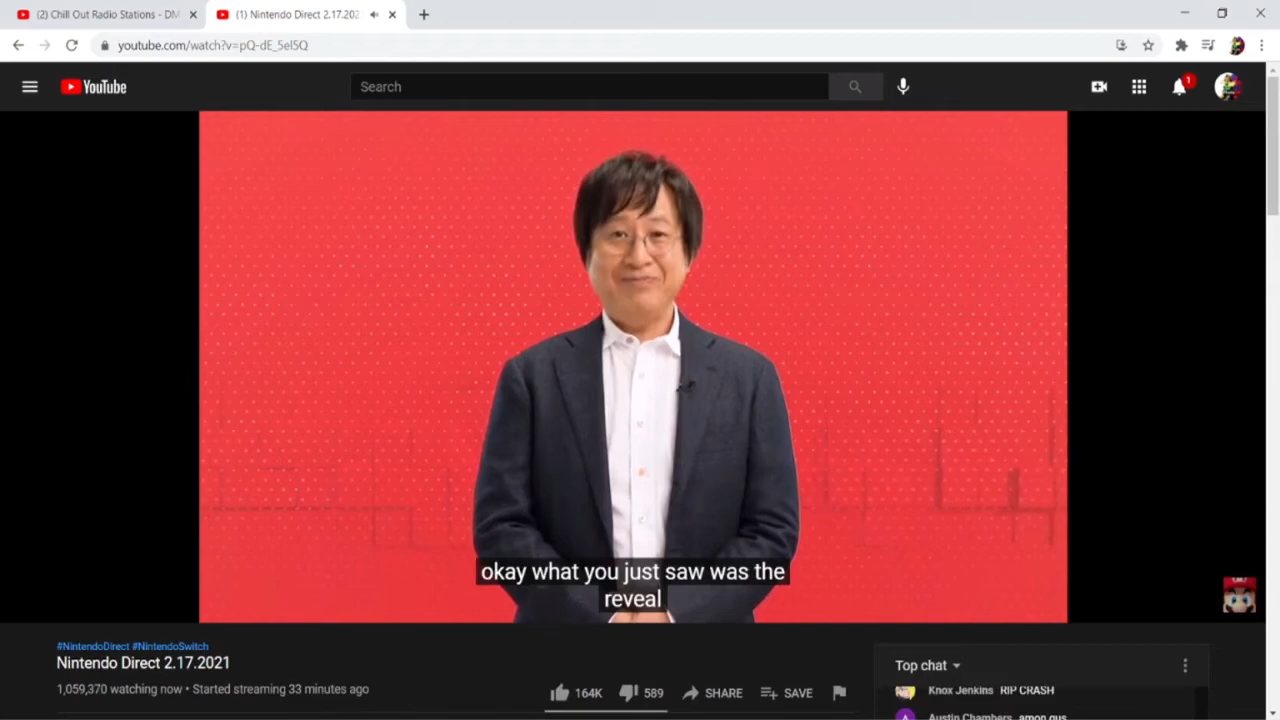 (2) Chill Out Radio Stations - DM
(1) Nintendo Direct 2.17.202
youtube.com/watch?v=pQ-dE_5el5Q
YouTube
Search
1
okay what you just saw was the
reveal
#NintendoDirect #NintendoSwitch
Nintendo Direct 2.17.2021
1,059,370 watching now • Started streaming 33 minutes ago
164K
589
SHARE
SAVE
Top chat
Knox Jenkins RIP CRASH
Austin Chambers amon gus